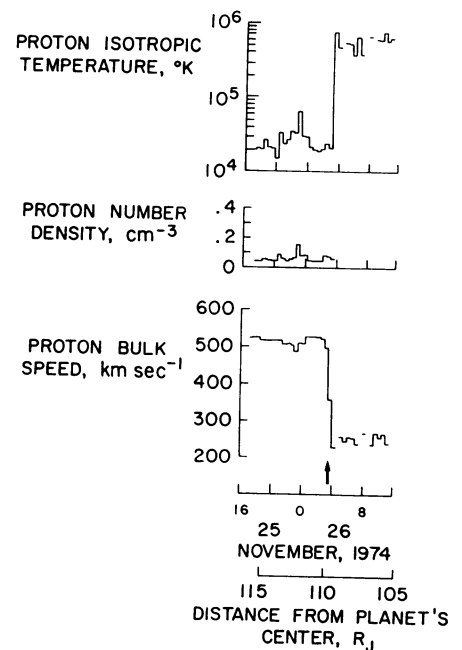 PROTON ISOTROPIC
TEMPERATURE, °K
10⁶
10⁵
10⁴
PROTON NUMBER
DENSITY, cm⁻³
.4
.2
0
PROTON BULK
SPEED, km sec⁻¹
600
500
400
300
200
16 0 8
25 26
NOVEMBER, 1974
115 110 105
DISTANCE FROM PLANET'S
CENTER, R_J